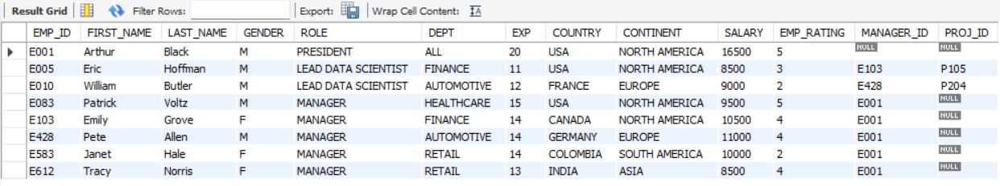 Result Grid Filter Rows: Export: Wrap Cell Content: IA
EMP_ID FIRST_NAME LAST_NAME GENDER ROLE DEPT EXP COUNTRY CONTINENT SALARY EMP_RATING MANAGER_ID PROJ_ID
E001 Arthur Black M PRESIDENT ALL 20 USA NORTH AMERICA 16500 5 NULL NULL
E005 Eric Hoffman M LEAD DATA SCIENTIST FINANCE 11 USA NORTH AMERICA 8500 3 E103 P105
E010 William Butler M LEAD DATA SCIENTIST AUTOMOTIVE 12 FRANCE EUROPE 9000 2 E428 P204
E083 Patrick Voltz M MANAGER HEALTHCARE 15 USA NORTH AMERICA 9500 5 E001 NULL
E103 Emily Grove F MANAGER FINANCE 14 CANADA NORTH AMERICA 10500 4 E001 NULL
E428 Pete Allen M MANAGER AUTOMOTIVE 14 GERMANY EUROPE 11000 4 E001 NULL
E583 Janet Hale F MANAGER RETAIL 14 COLOMBIA SOUTH AMERICA 10000 2 E001 NULL
E612 Tracy Norris F MANAGER RETAIL 13 INDIA ASIA 8500 4 E001 NULL